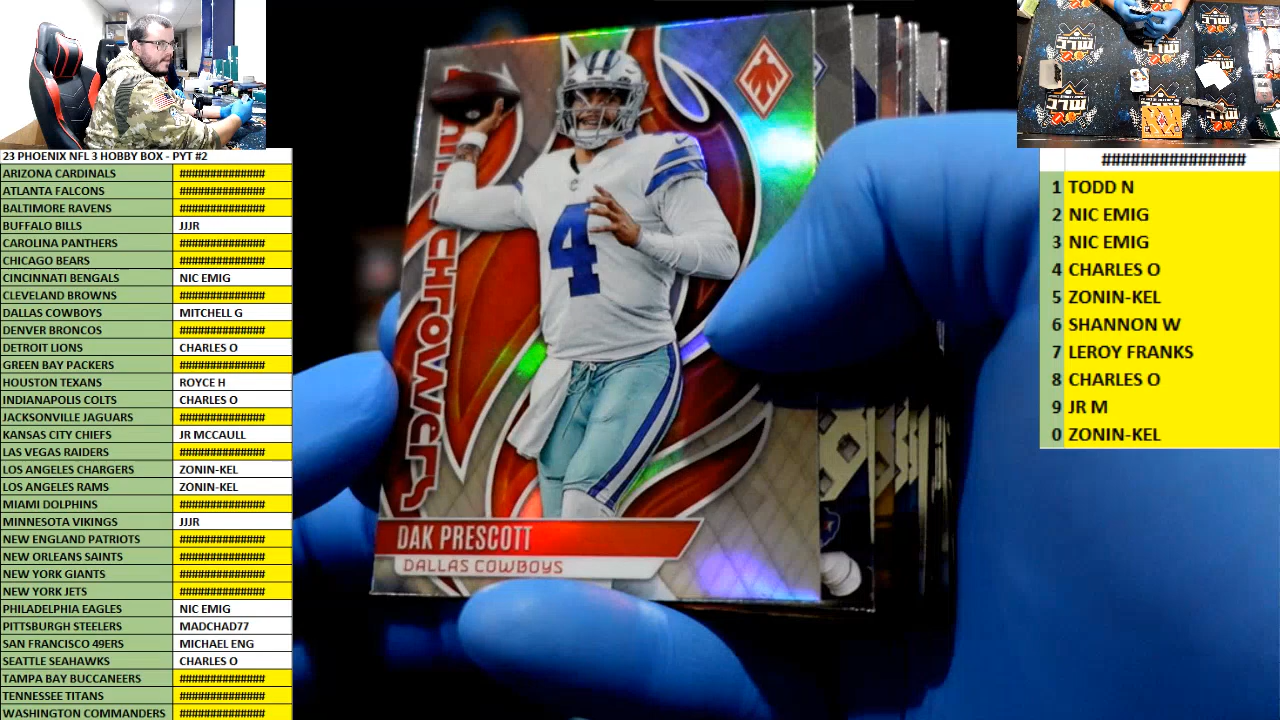 23 PHOENIX NFL 3 HOBBY BOX - PYT #2
ARIZONA CARDINALS ##############
ATLANTA FALCONS ##############
BALTIMORE RAVENS ##############
BUFFALO BILLS JJJR
CAROLINA PANTHERS ##############
CHICAGO BEARS ##############
CINCINNATI BENGALS NIC EMIG
CLEVELAND BROWNS ##############
DALLAS COWBOYS MITCHELL G
DENVER BRONCOS ##############
DETROIT LIONS CHARLES O
GREEN BAY PACKERS ##############
HOUSTON TEXANS ROYCE H
INDIANAPOLIS COLTS CHARLES O
JACKSONVILLE JAGUARS ##############
KANSAS CITY CHIEFS JR MCCAULL
LAS VEGAS RAIDERS ##############
LOS ANGELES CHARGERS ZONIN-KEL
LOS ANGELES RAMS ZONIN-KEL
MIAMI DOLPHINS ##############
MINNESOTA VIKINGS JJJR
NEW ENGLAND PATRIOTS ##############
NEW ORLEANS SAINTS ##############
NEW YORK GIANTS ##############
NEW YORK JETS ##############
PHILADELPHIA EAGLES NIC EMIG
PITTSBURGH STEELERS MADCHAD77
SAN FRANCISCO 49ERS MICHAEL ENG
SEATTLE SEAHAWKS CHARLES O
TAMPA BAY BUCCANEERS ##############
TENNESSEE TITANS ##############
WASHINGTON COMMANDERS ##############
4
DAK PRESCOTT
DALLAS COWBOYS
###############
1 TODD N
2 NIC EMIG
3 NIC EMIG
4 CHARLES O
5 ZONIN-KEL
6 SHANNON W
7 LEROY FRANKS
8 CHARLES O
9 JR M
0 ZONIN-KEL